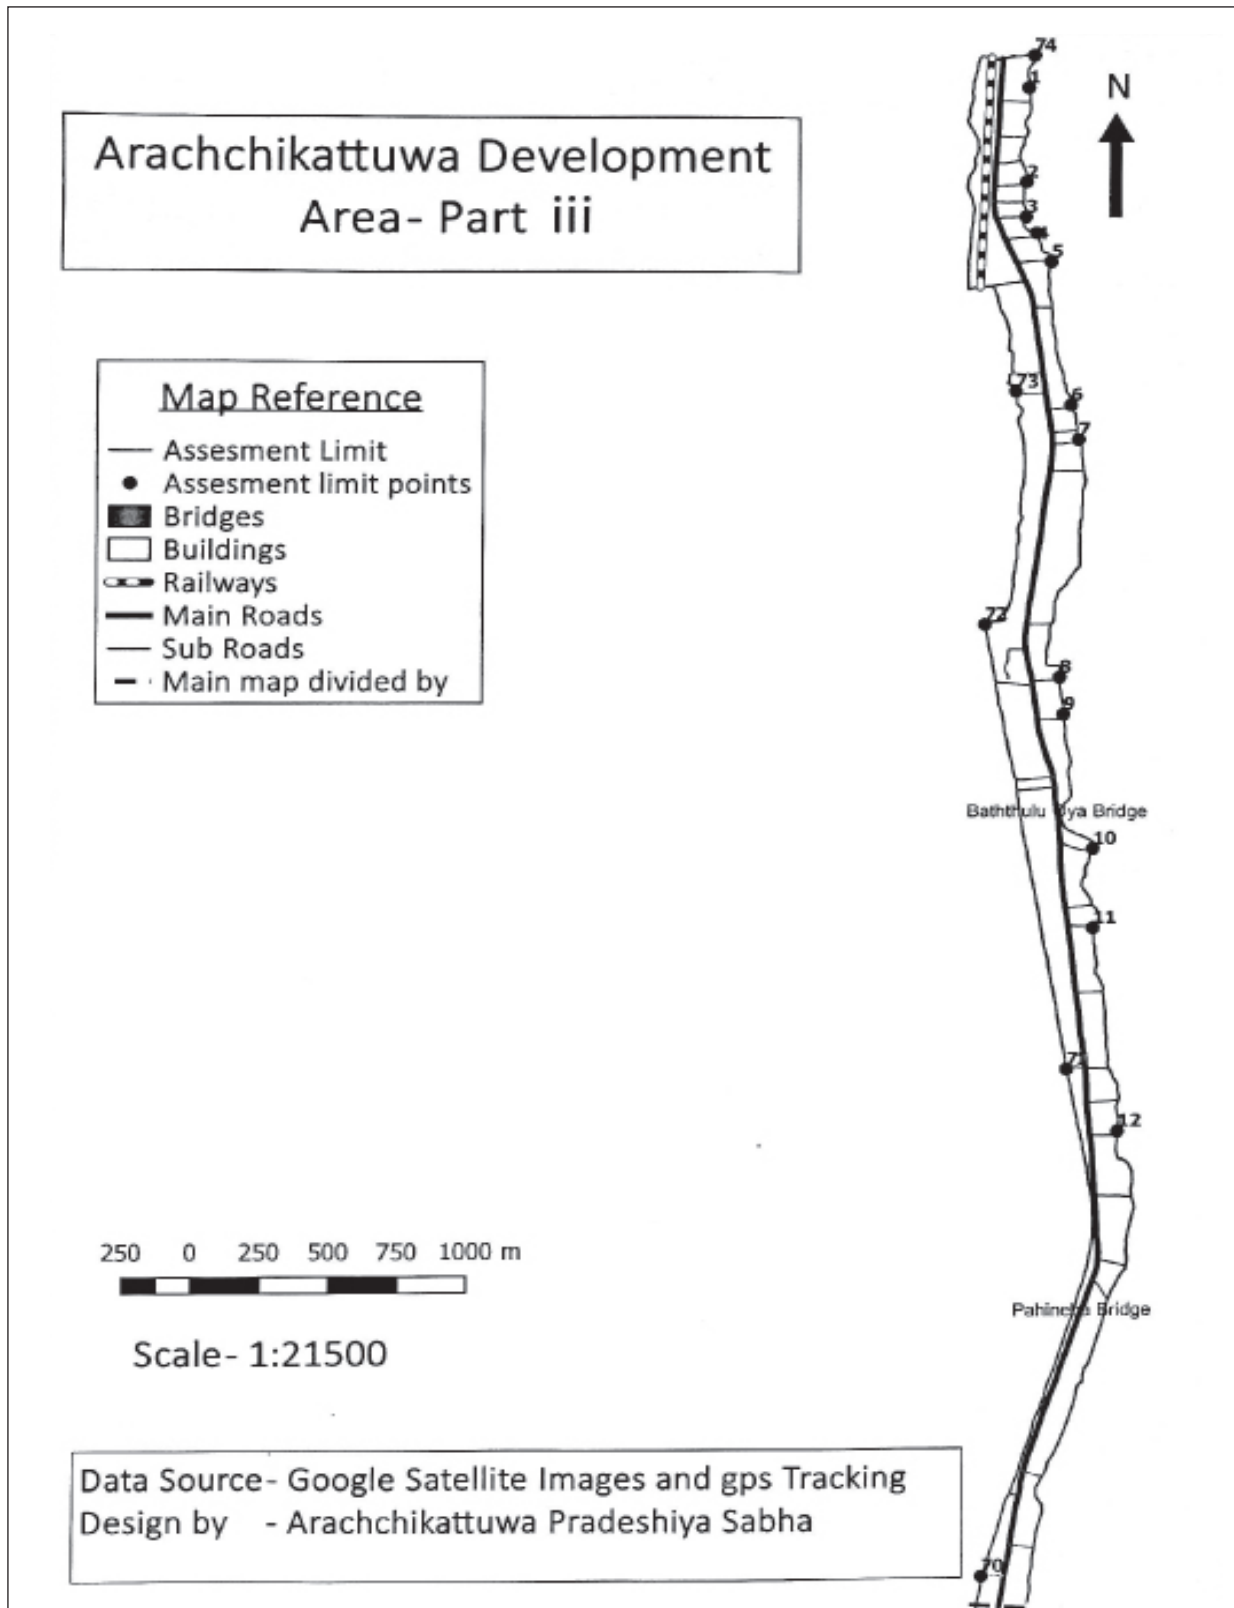 Arachchikattuwa Development
Area- Part iii
N
Map Reference
Assesment Limit
Assesment limit points
Bridges
Buildings
Railways
Main Roads
Sub Roads
Main map divided by
74
1
2
3
4
5
73
6
7
72
8
9
Baththulu Oya Bridge
10
11
71
12
Bridge
70
250 0 250 500 750 1000 m
Scale- 1:21500
Data Source- Google Satellite Images and gps Tracking
Design by - Arachchikattuwa Pradeshiya Sabha